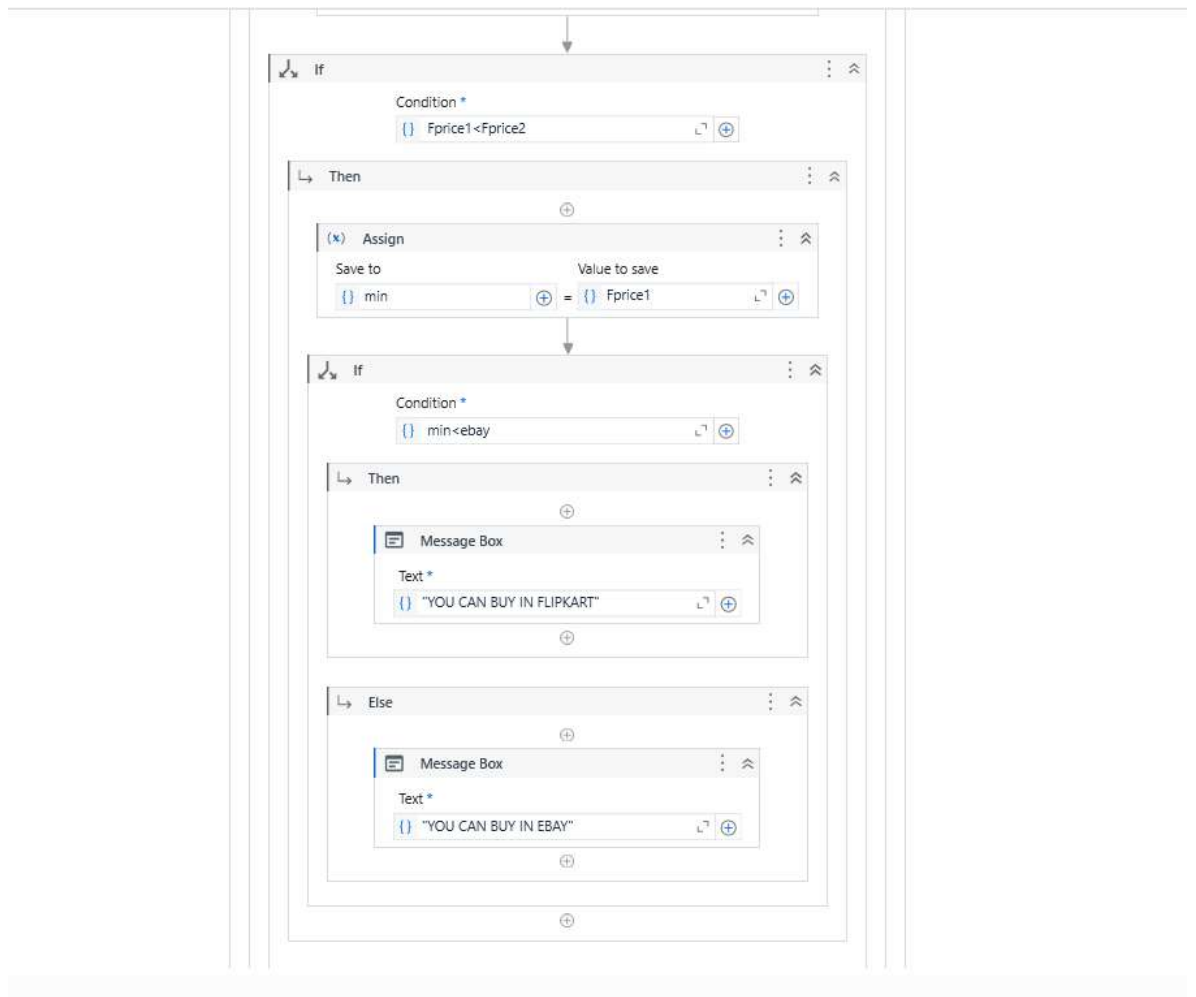 If
Condition *
{} Fprice1<Fprice2
Then
(x) Assign
Save to Value to save
{} min = {} Fprice1
If
Condition *
{} min<ebay
Then
Message Box
Text *
{} "YOU CAN BUY IN FLIPKART"
Else
Message Box
Text *
{} "YOU CAN BUY IN EBAY"